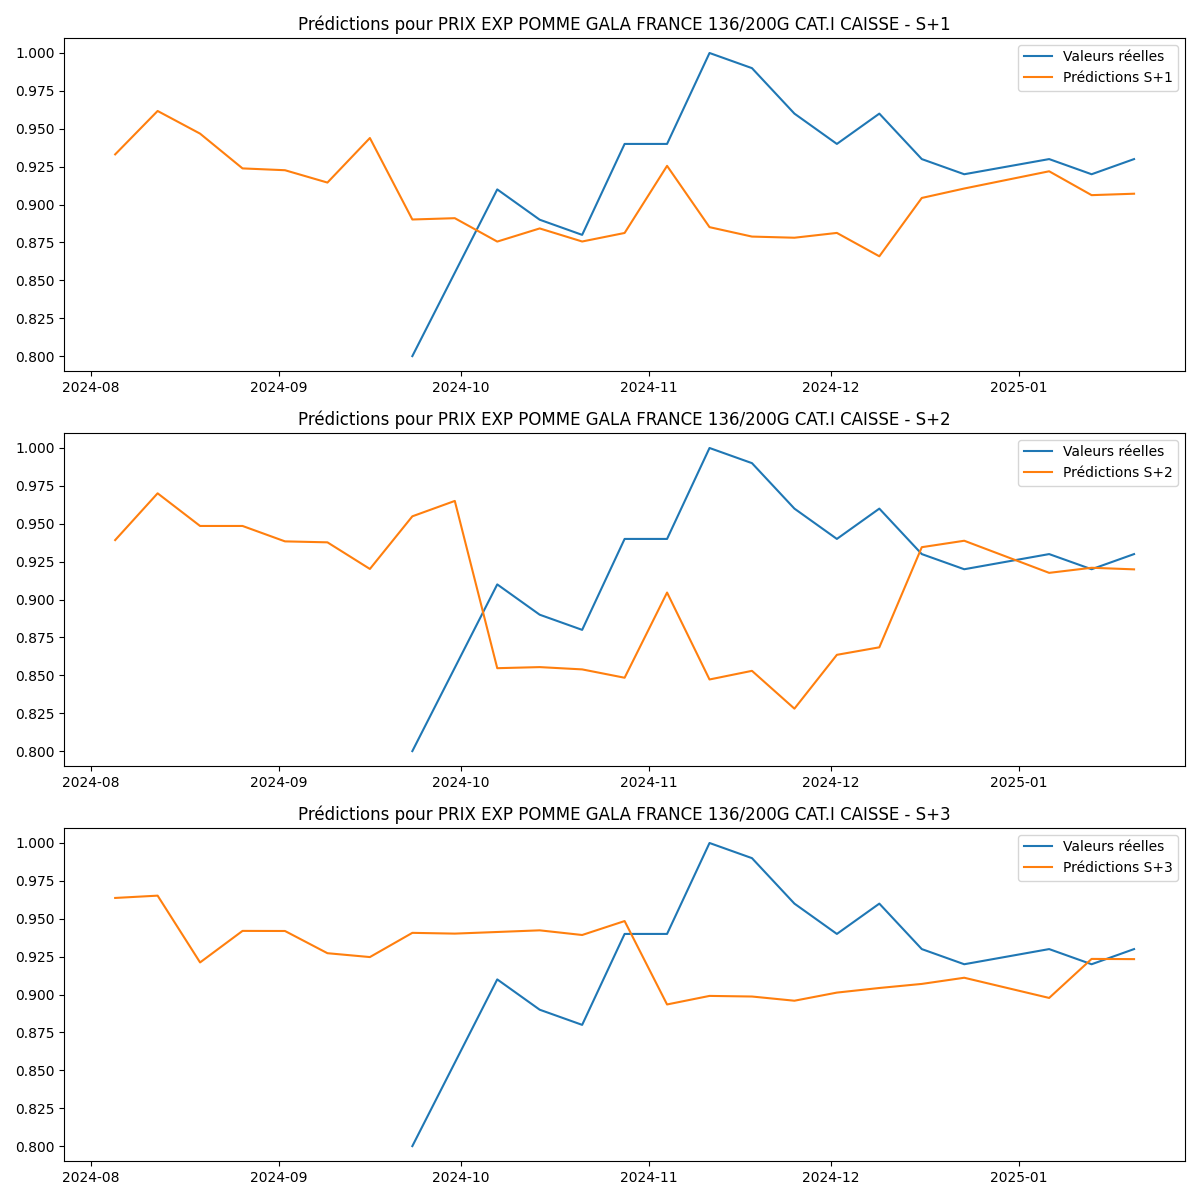 Prédictions pour PRIX EXP POMME GALA FRANCE 136/200G CAT.I CAISSE - S+1
1.000
0.975
0.950
0.925
0.900
0.875
0.850
0.825
0.800
Valeurs réelles
Prédictions S+1
2024-08 2024-09 2024-10 2024-11 2024-12 2025-01
Prédictions pour PRIX EXP POMME GALA FRANCE 136/200G CAT.I CAISSE - S+2
1.000
0.975
0.950
0.925
0.900
0.875
0.850
0.825
0.800
Valeurs réelles
Prédictions S+2
2024-08 2024-09 2024-10 2024-11 2024-12 2025-01
Prédictions pour PRIX EXP POMME GALA FRANCE 136/200G CAT.I CAISSE - S+3
1.000
0.975
0.950
0.925
0.900
0.875
0.850
0.825
0.800
Valeurs réelles
Prédictions S+3
2024-08 2024-09 2024-10 2024-11 2024-12 2025-01